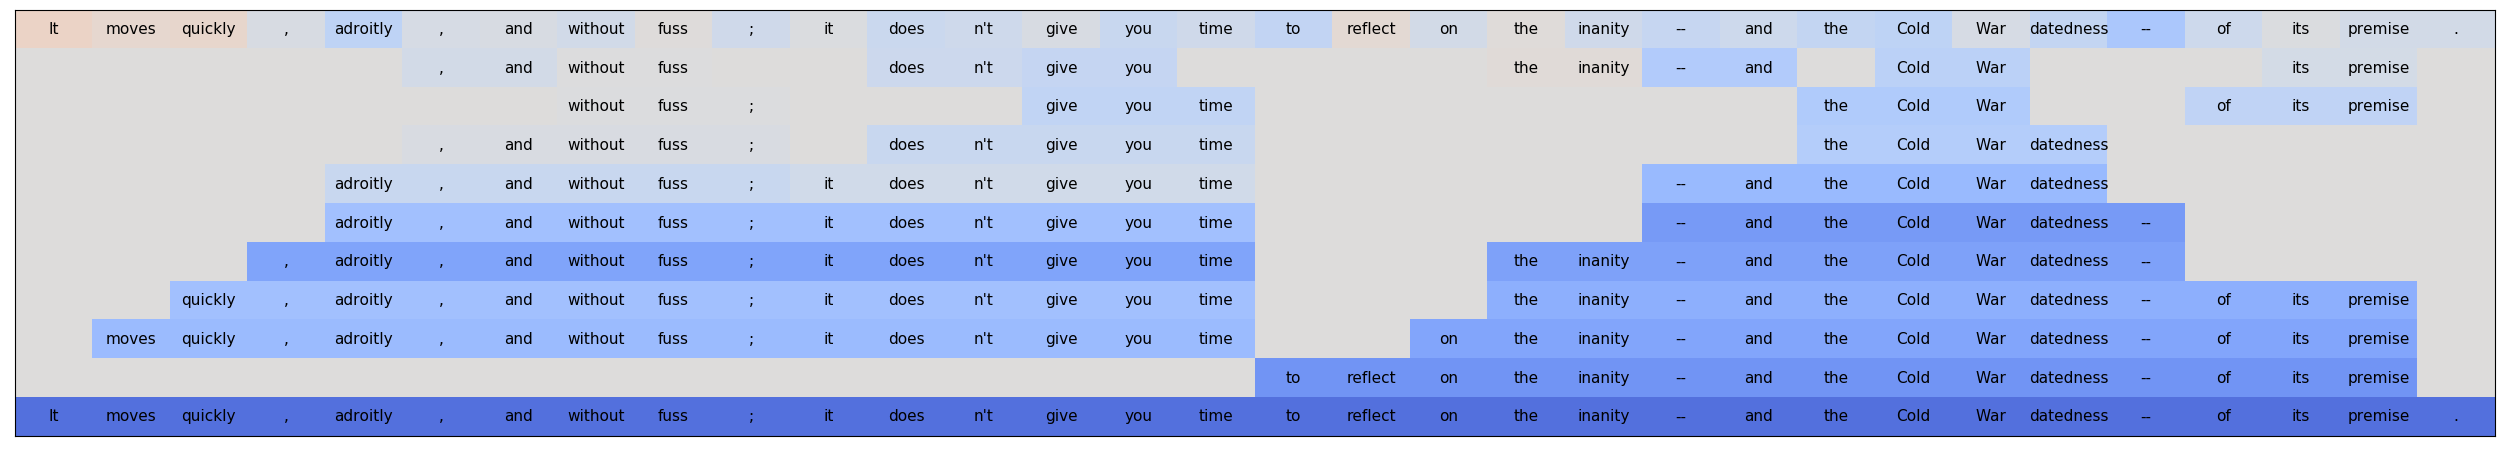 It moves quickly , adroitly , and without fuss ; it does n't give you time to reflect on the inanity -- and the Cold War datedness -- of its premise .
, and without fuss does n't give you the inanity -- and Cold War its premise
without fuss ; give you time the Cold War of its premise
, and without fuss ; does n't give you time the Cold War datedness
adroitly , and without fuss ; it does n't give you time -- and the Cold War datedness
adroitly , and without fuss ; it does n't give you time -- and the Cold War datedness --
, adroitly , and without fuss ; it does n't give you time the inanity -- and the Cold War datedness --
quickly , adroitly , and without fuss ; it does n't give you time the inanity -- and the Cold War datedness -- of its premise
moves quickly , adroitly , and without fuss ; it does n't give you time on the inanity -- and the Cold War datedness -- of its premise
to reflect on the inanity -- and the Cold War datedness -- of its premise
It moves quickly , adroitly , and without fuss ; it does n't give you time to reflect on the inanity -- and the Cold War datedness -- of its premise .